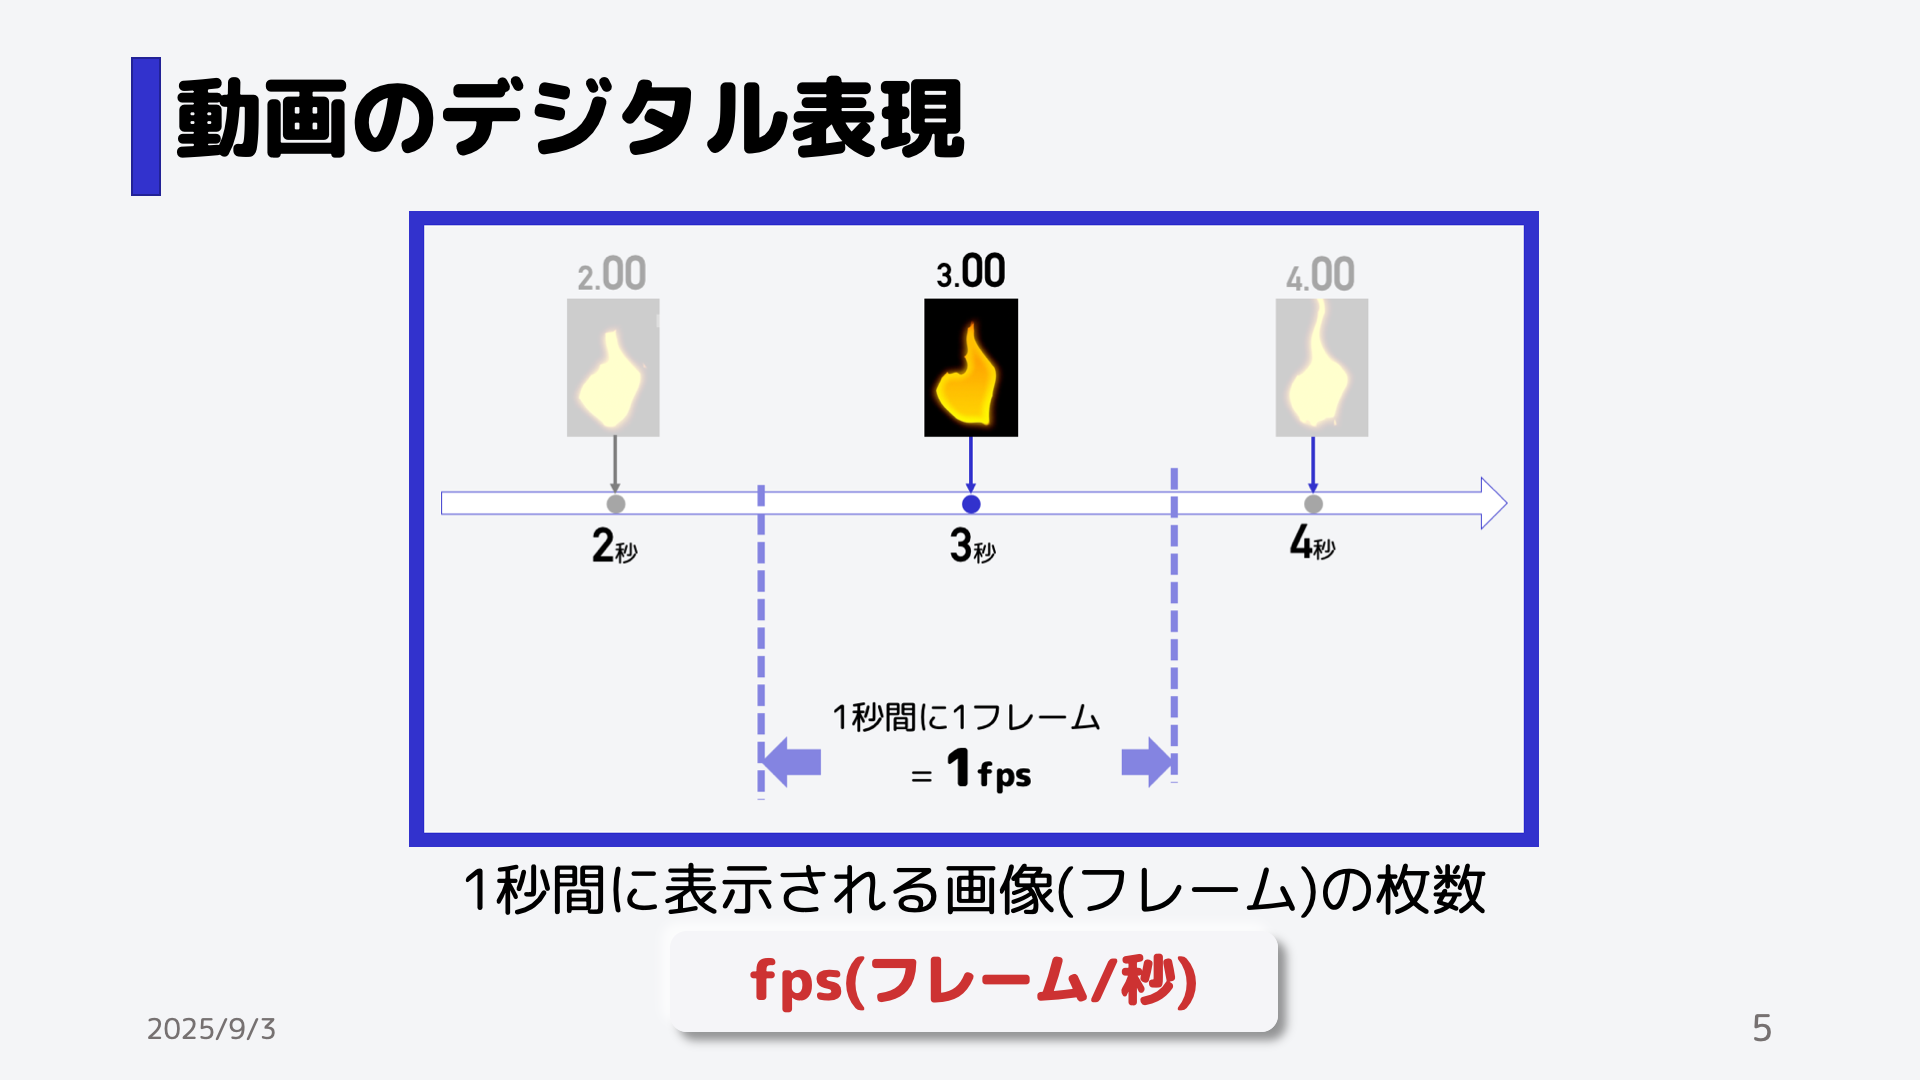 動画のデジタル表現
2.00 3.00 4.00
2秒 3秒 4秒
1秒間に1フレーム
= 1fps
1秒間に表示される画像(フレーム)の枚数
fps(フレーム/秒)
2025/9/3
5